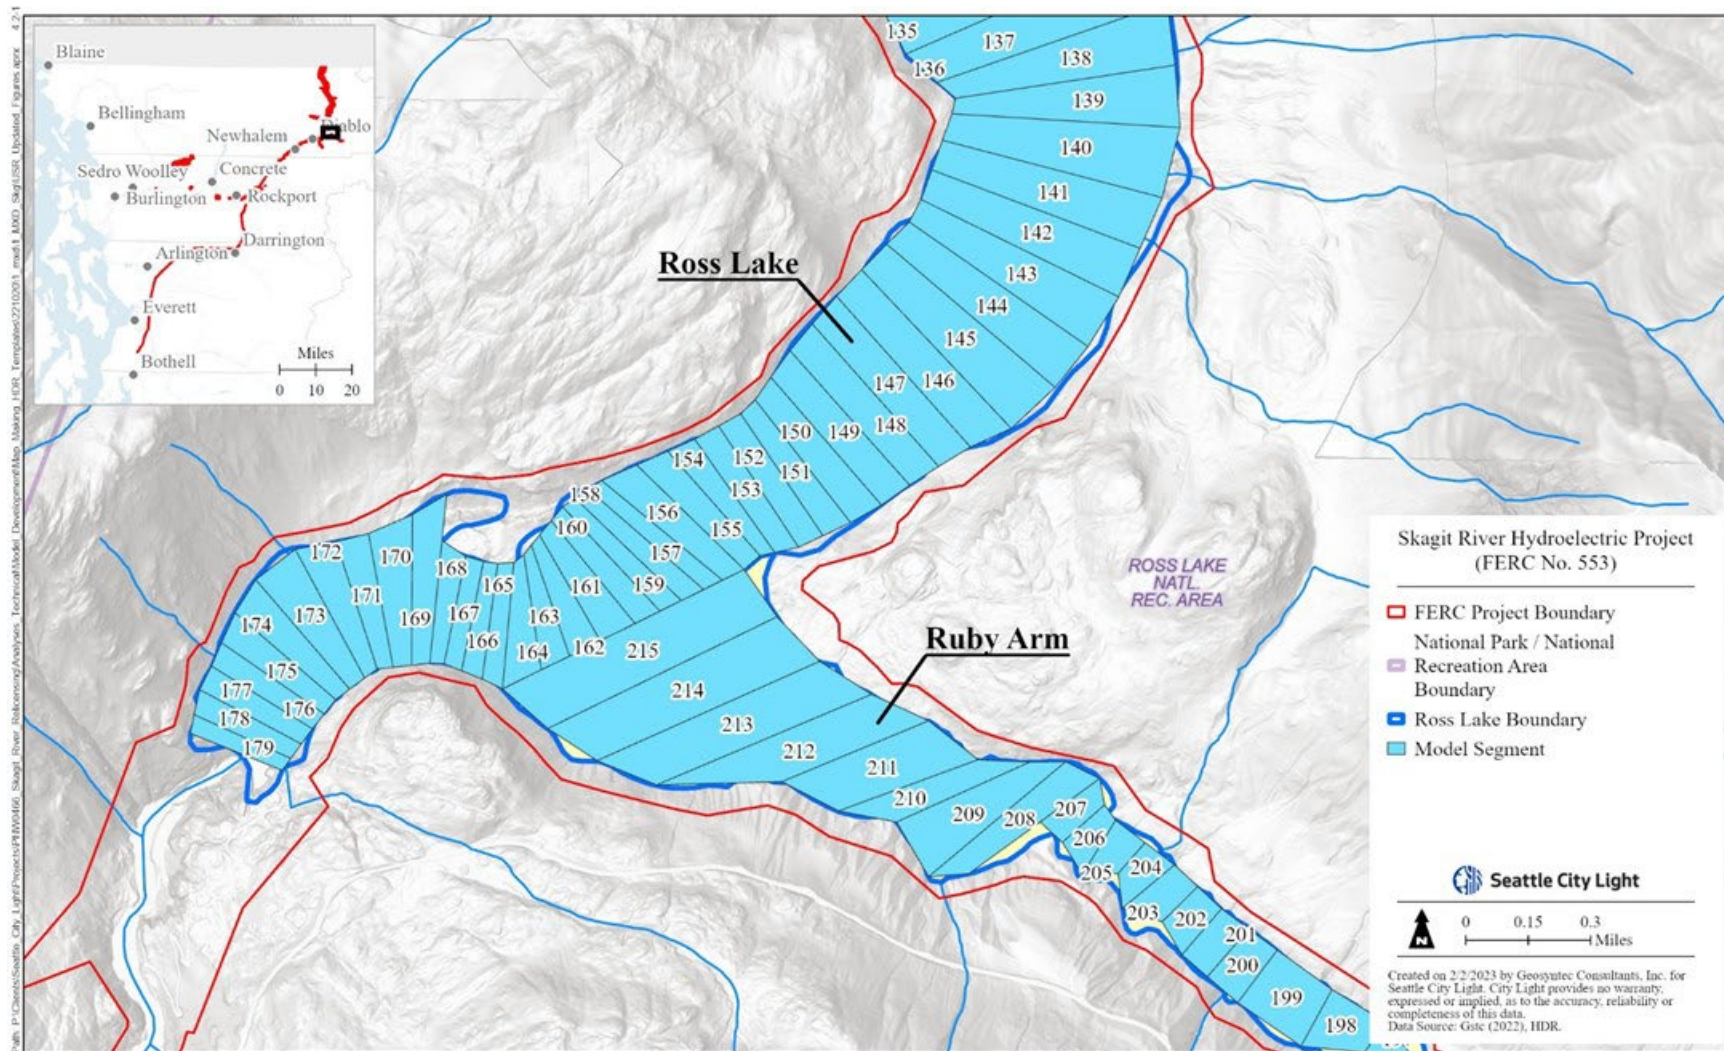 Blaine
Bellingham
Newhalem
Diablo
Sedro Woolley
Concrete
Burlington
Rockport
Darrington
Arlington
Everett
Bothell
Miles
0 10 20
135
136
137
138
139
140
141
142
143
144
145
146
147
148
149
150
151
152
153
154
155
156
157
158
159
160
161
162
163
164
165
166
167
168
169
170
171
172
173
174
175
176
177
178
179
Ross Lake
ROSS LAKE
NATL.
REC. AREA
Ruby Arm
215
214
213
212
211
210
209
208
207
206
205
204
203
202
201
200
199
198
Skagit River Hydroelectric Project
(FERC No. 553)
FERC Project Boundary
National Park / National
Recreation Area
Boundary
Ross Lake Boundary
Model Segment
Seattle City Light
N
0 0.15 0.3
Miles
Created on 2/2/2023 by Geosyntec Consultants, Inc. for
Seattle City Light. City Light provides no warranty,
expressed or implied, as to the accuracy, reliability or
completeness of this data.
Data Source: Gstc (2022), HDR.